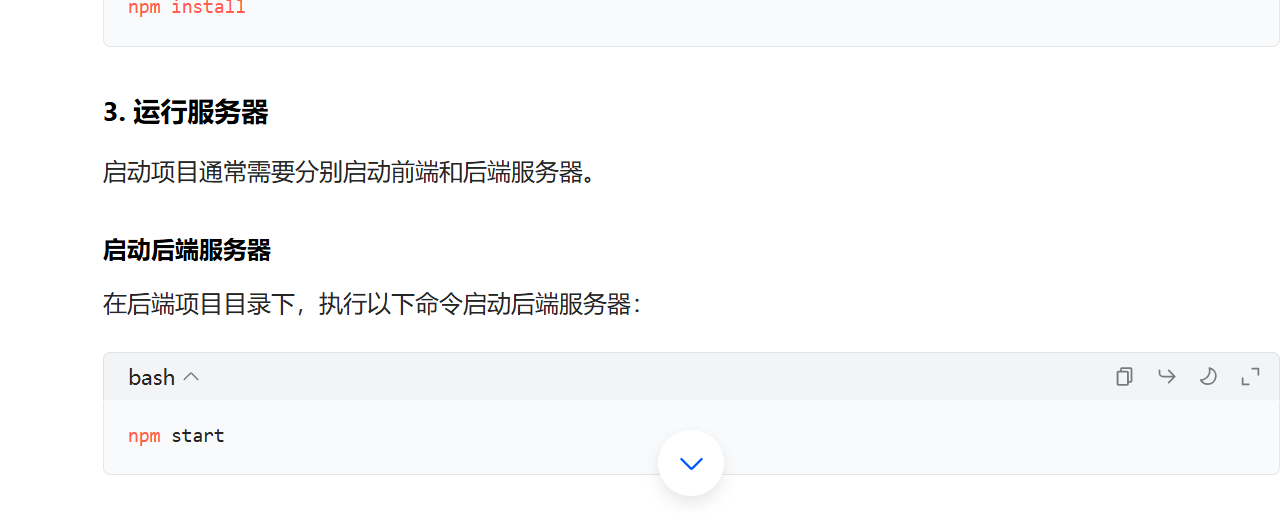 npm install
3. 运行服务器
启动项目通常需要分别启动前端和后端服务器。
启动后端服务器
在后端项目目录下，执行以下命令启动后端服务器：
bash
npm start